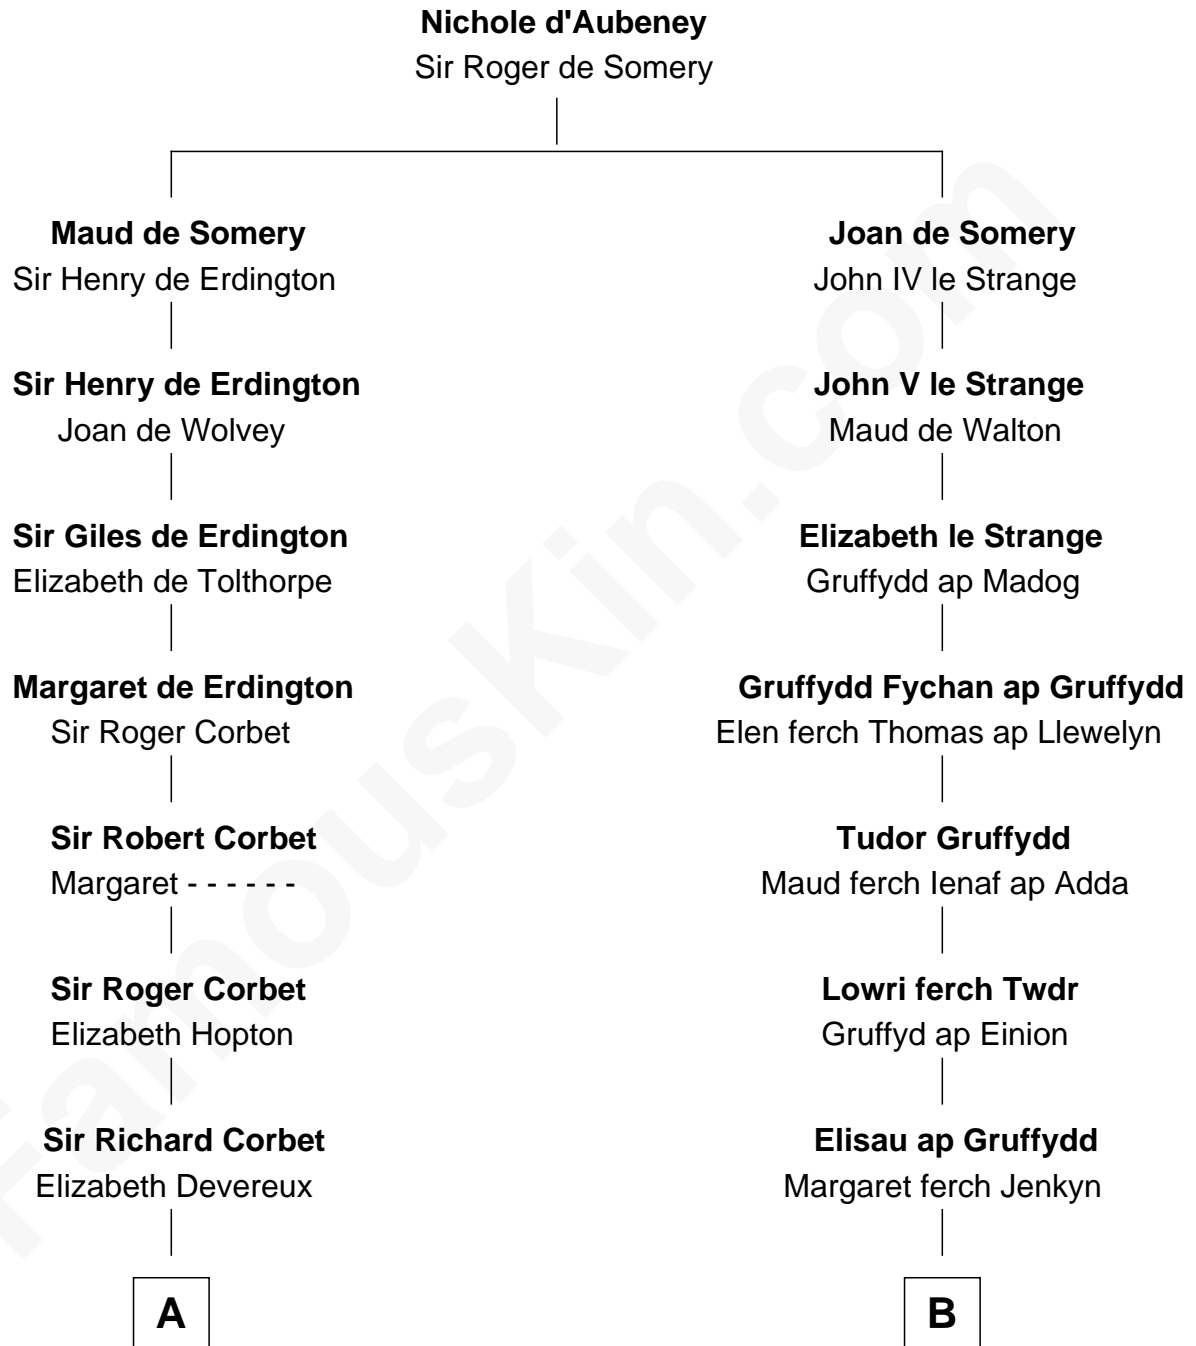 Nichole d'Aubeney
Sir Roger de Somery
Maud de Somery
Sir Henry de Erdington
Joan de Somery
John IV le Strange
Sir Henry de Erdington
Joan de Wolvey
John V le Strange
Maud de Walton
Sir Giles de Erdington
Elizabeth de Tolthorpe
Elizabeth le Strange
Gruffydd ap Madog
Margaret de Erdington
Sir Roger Corbet
Gruffydd Fychan ap Gruffydd
Elen ferch Thomas ap Llewelyn
Sir Robert Corbet
Margaret - - - - - -
Tudor Gruffydd
Maud ferch Ienaf ap Adda
Sir Roger Corbet
Elizabeth Hopton
Lowri ferch Twdr
Gruffyd ap Einion
Sir Richard Corbet
Elizabeth Devereux
Elisau ap Gruffydd
Margaret ferch Jenkyn
A
B
FamousKin.com